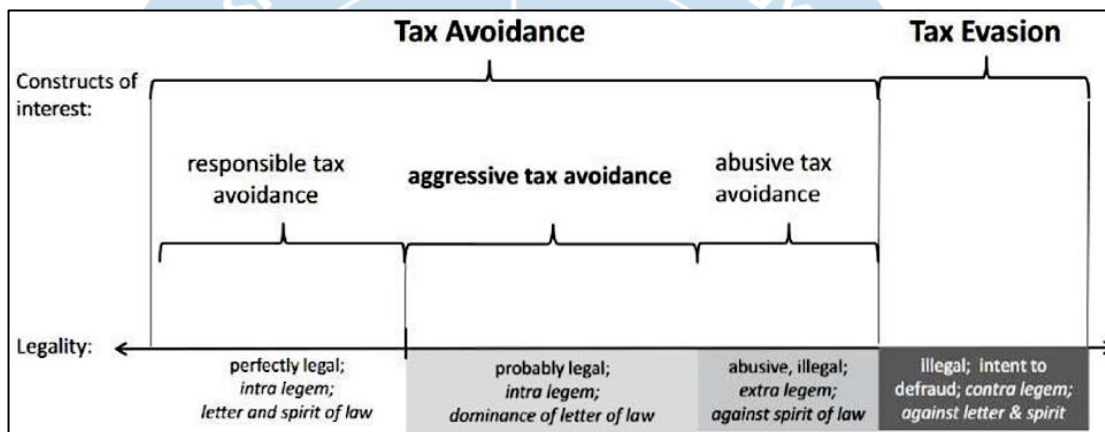 Tax Avoidance
Tax Evasion
Constructs of
interest:
responsible tax
avoidance
aggressive tax avoidance
abusive tax
avoidance
Legality:
perfectly legal;
intra legem;
letter and spirit of law
probably legal;
intra legem;
dominance of letter of law
abusive, illegal;
extra legem;
against spirit of law
illegal; intent to
defraud; contra legem;
against letter & spirit